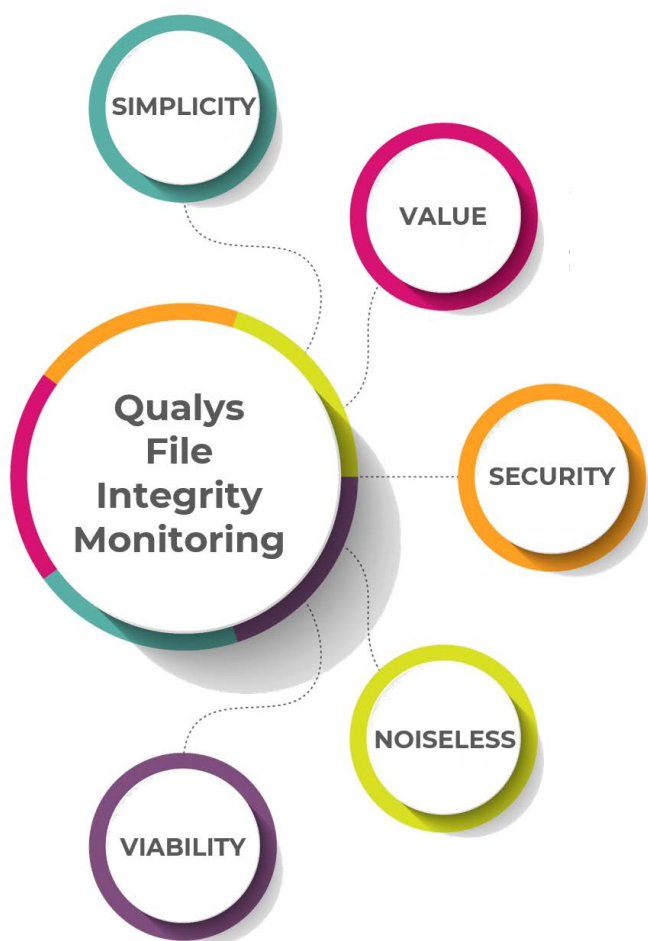 SIMPLICITY
VALUE
Qualys
File
Integrity
Monitoring
SECURITY
NOISELESS
VIABILITY